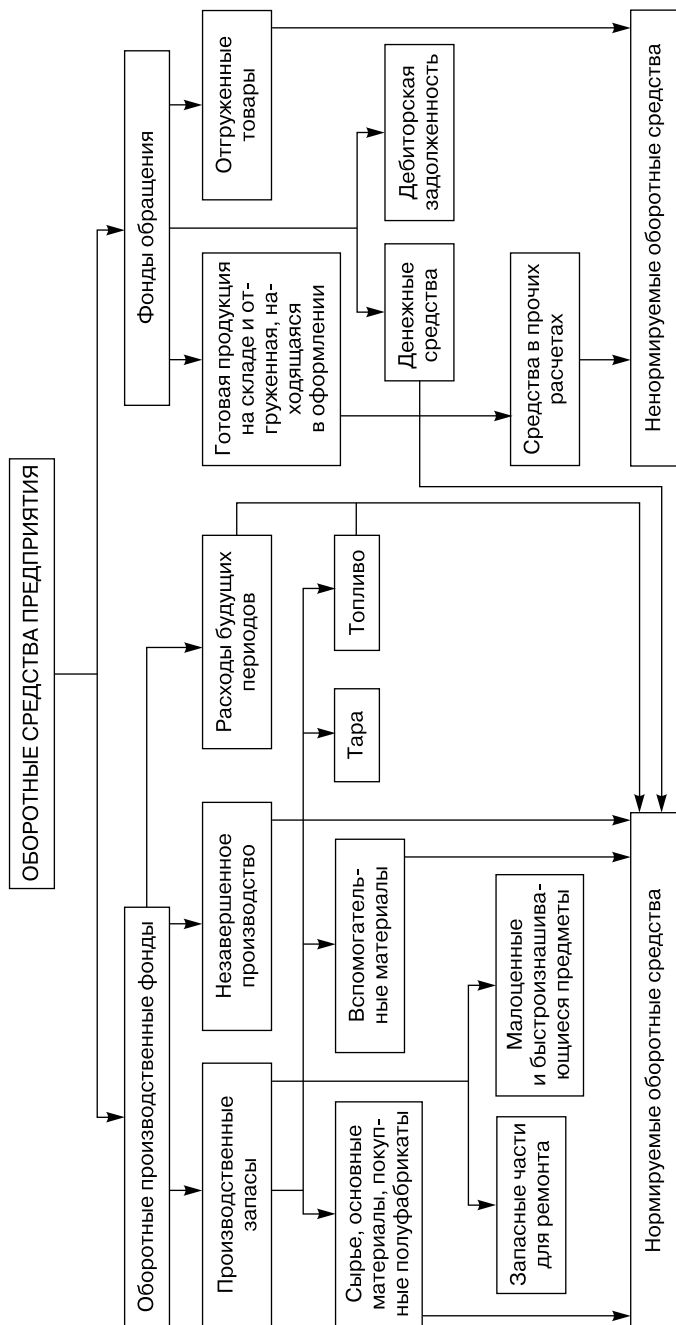 ОБОРОТНЫЕ СРЕДСТВА ПРЕДПРИЯТИЯ
Оборотные производственные фонды
Фонды обращения
Производственные
запасы
Незавершенное
производство
Расходы будущих
периодов
Готовая продукция
на складе и от-
груженная, на-
ходящаяся
в оформлении
Отгруженные
товары
Сырье, основные
материалы, покуп-
ные полуфабрикаты
Вспомогатель-
ные материалы
Тара
Топливо
Денежные
средства
Дебиторская
задолженность
Запасные части
для ремонта
Малоценные
и быстроизнашива-
ющиеся предметы
Средства в прочих
расчетах
Нормируемые оборотные средства
Ненормируемые оборотные средства